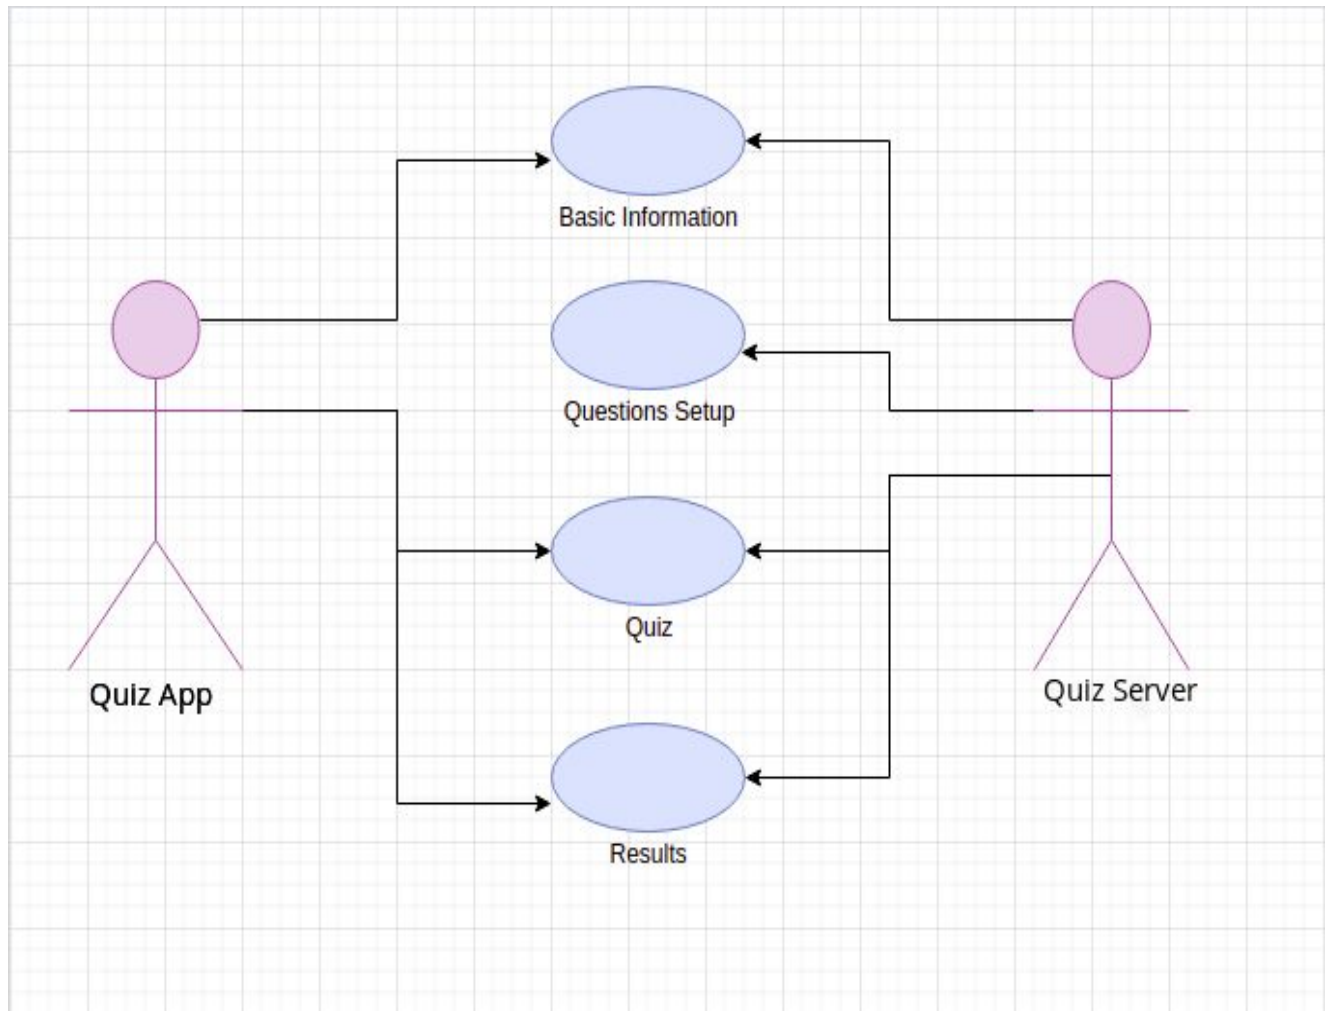 Basic Information
Questions Setup
Quiz
Quiz App
Quiz Server
Results